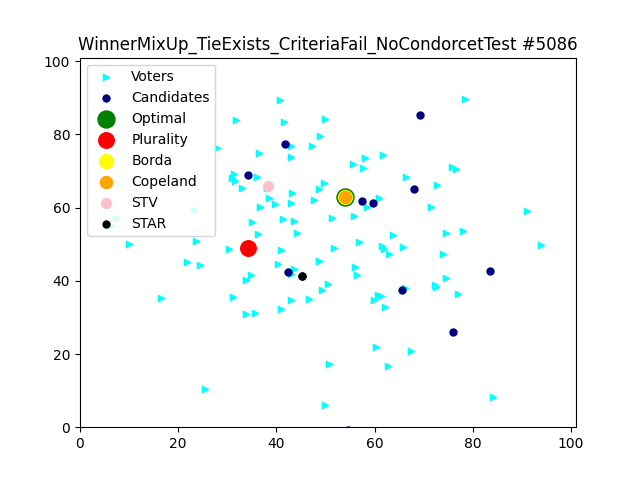 WinnerMixUp_TieExists_CriteriaFail_NoCondorcetTest #5086
100
80
60
40
20
0
Voters
Candidates
Optimal
Plurality
Borda
Copeland
STV
STAR
0 20 40 60 80 100